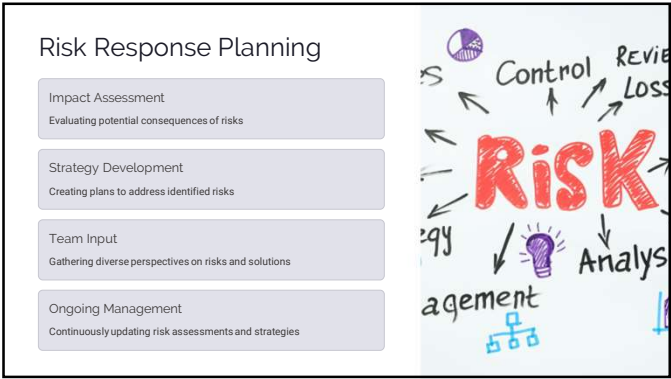 Risk Response Planning
Impact Assessment
Evaluating potential consequences of risks
Strategy Development
Creating plans to address identified risks
Team Input
Gathering diverse perspectives on risks and solutions
Ongoing Management
Continuously updating risk assessments and strategies
Control
Loss
RiSK
Analys
agement